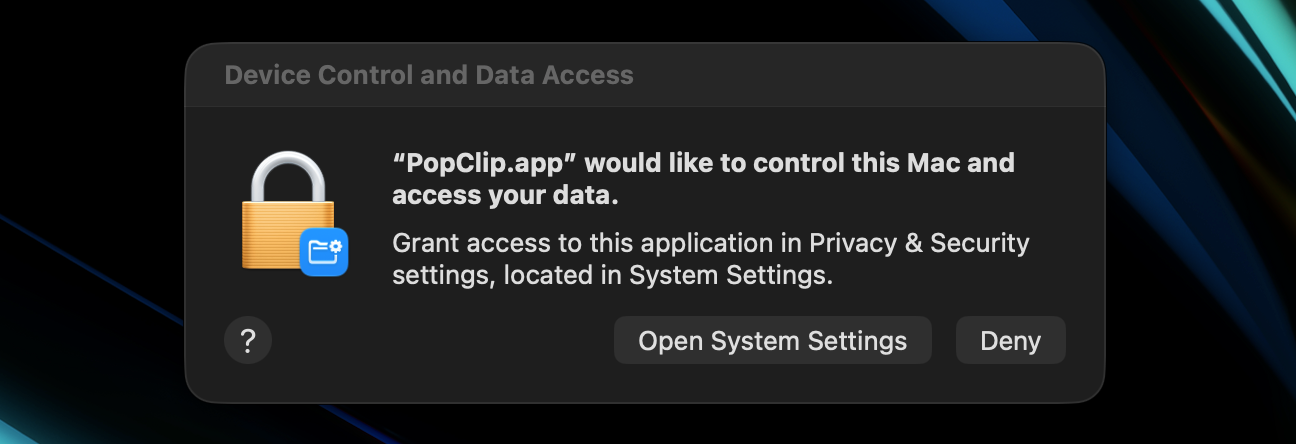 Device Control and Data Access
“PopClip.app” would like to control this Mac and
access your data.
Grant access to this application in Privacy & Security
settings, located in System Settings.
?
Open System Settings
Deny